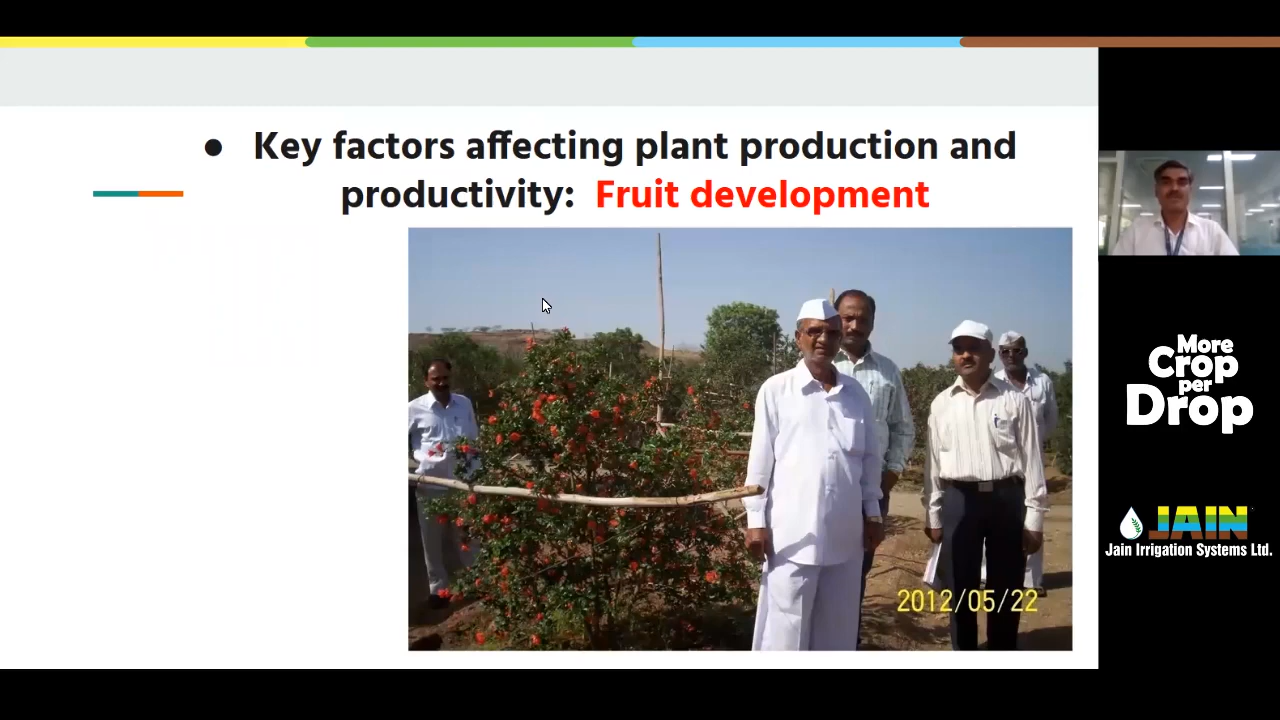 ● Key factors affecting plant production and
productivity: Fruit development
2012/05/22
More
Crop
per
Drop
JAIN
Jain Irrigation Systems Ltd.